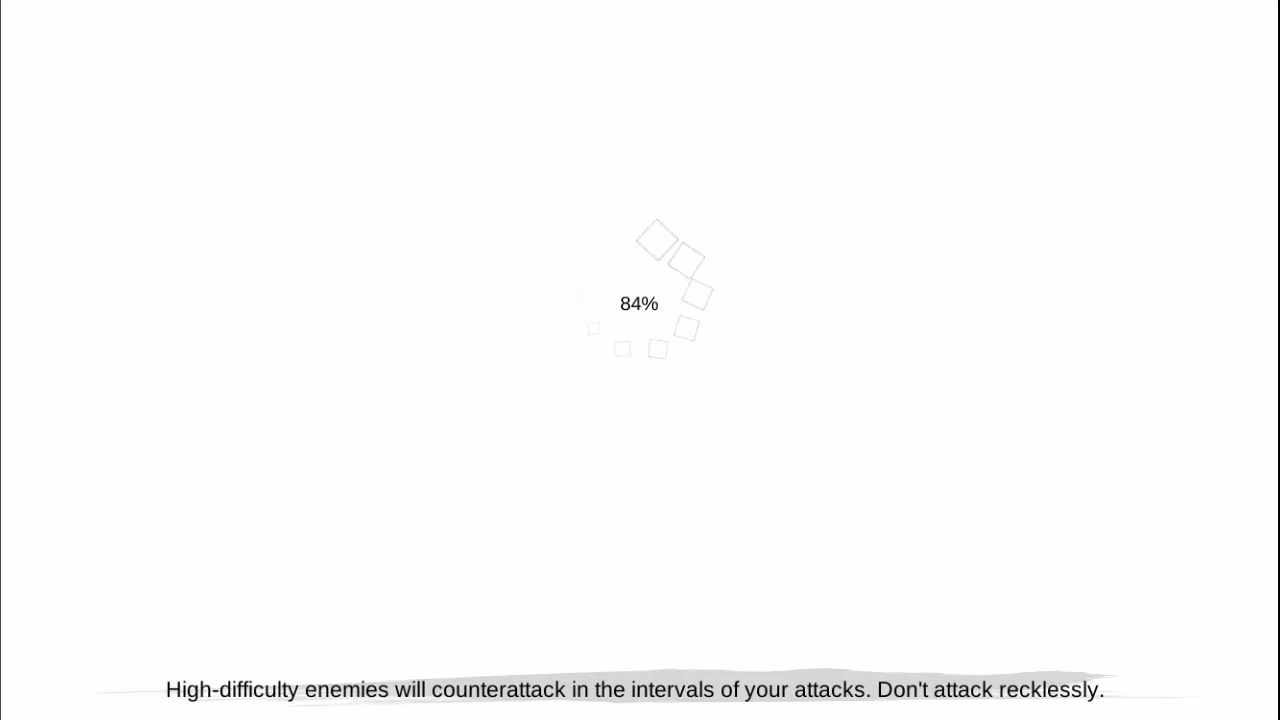 84%
High-difficulty enemies will counterattack in the intervals of your attacks. Don't attack recklessly.